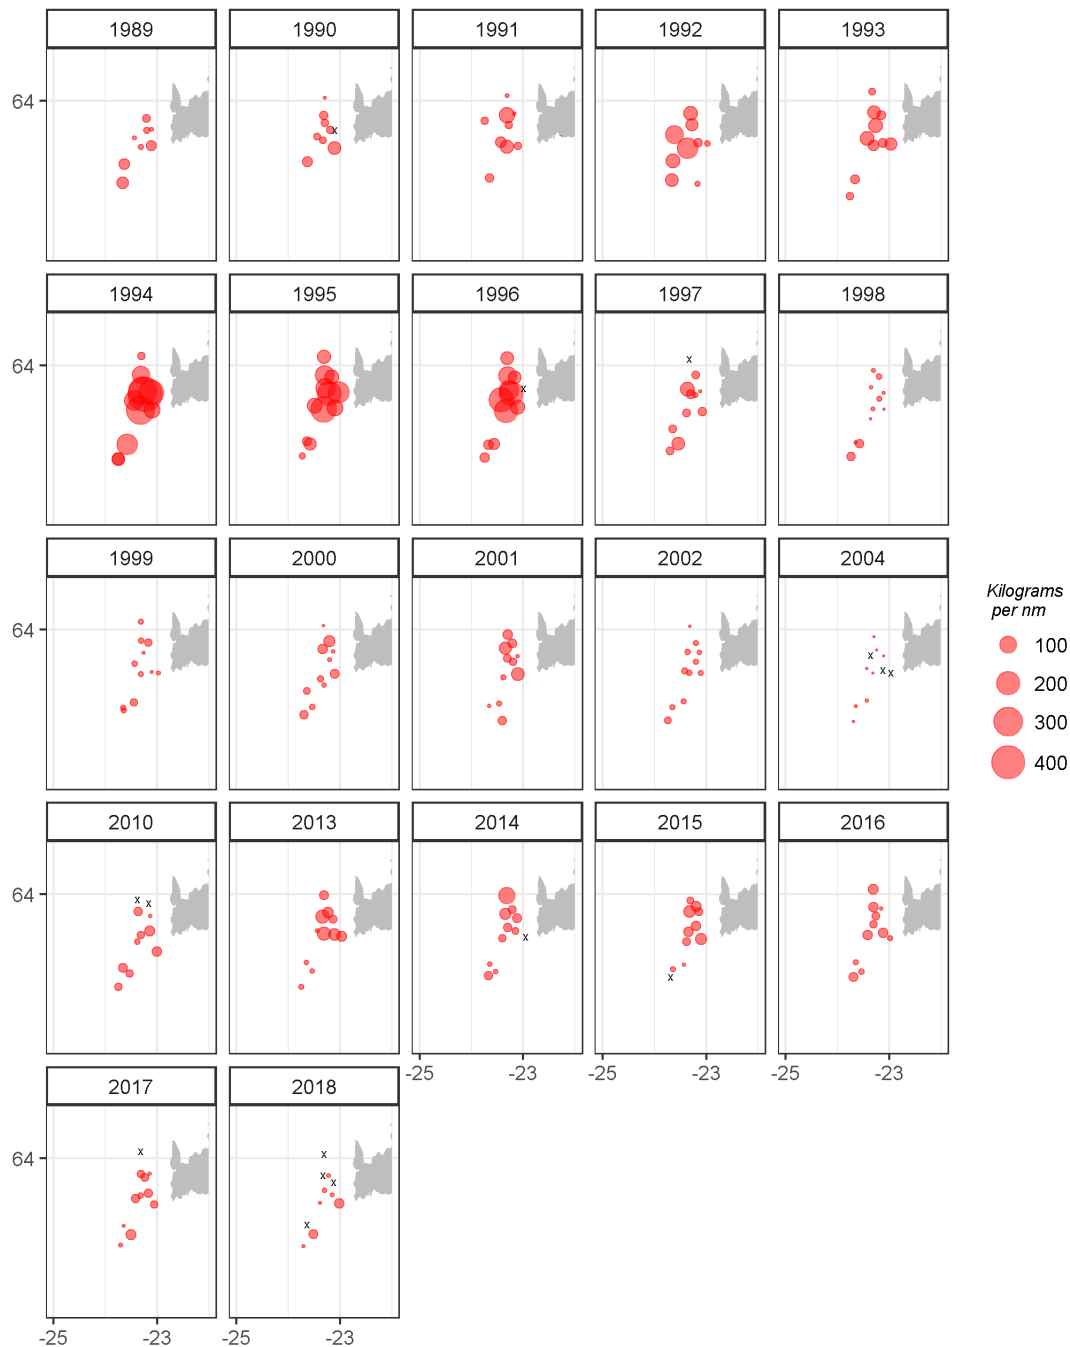 1989 1990 1991 1992 1993
64
x
1994 1995 1996 1997 1998
x
64
x
1999 2000 2001 2002 2004
64
x
x x
Kilograms
per nm
100
200
300
400
2010 2013 2014 2015 2016
64
x x
x
x
-25 -23 -25 -23 -25 -23
2017 2018
x x
64
x
x
x
-25 -23 -25 -23